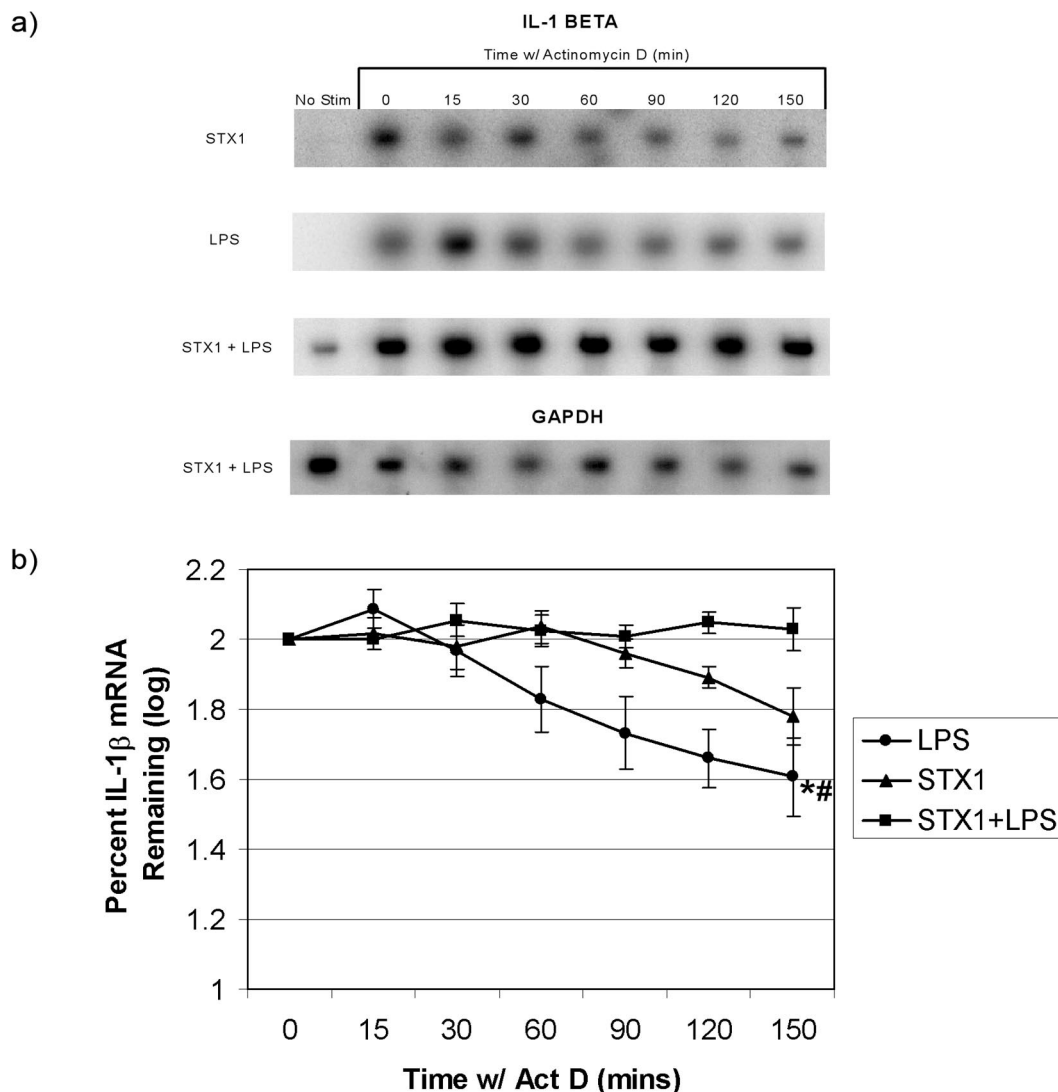 a)
IL-1 BETA
Time w/ Actinomycin D (min)
No Stim 0 15 30 60 90 120 150
STX1
LPS
STX1 + LPS
GAPDH
STX1 + LPS
b)
Percent IL-1β mRNA
Remaining (log)
2.2
2
1.8
1.6
1.4
1.2
1
*#
0 15 30 60 90 120 150
Time w/ Act D (mins)
LPS
STX1
STX1+LPS